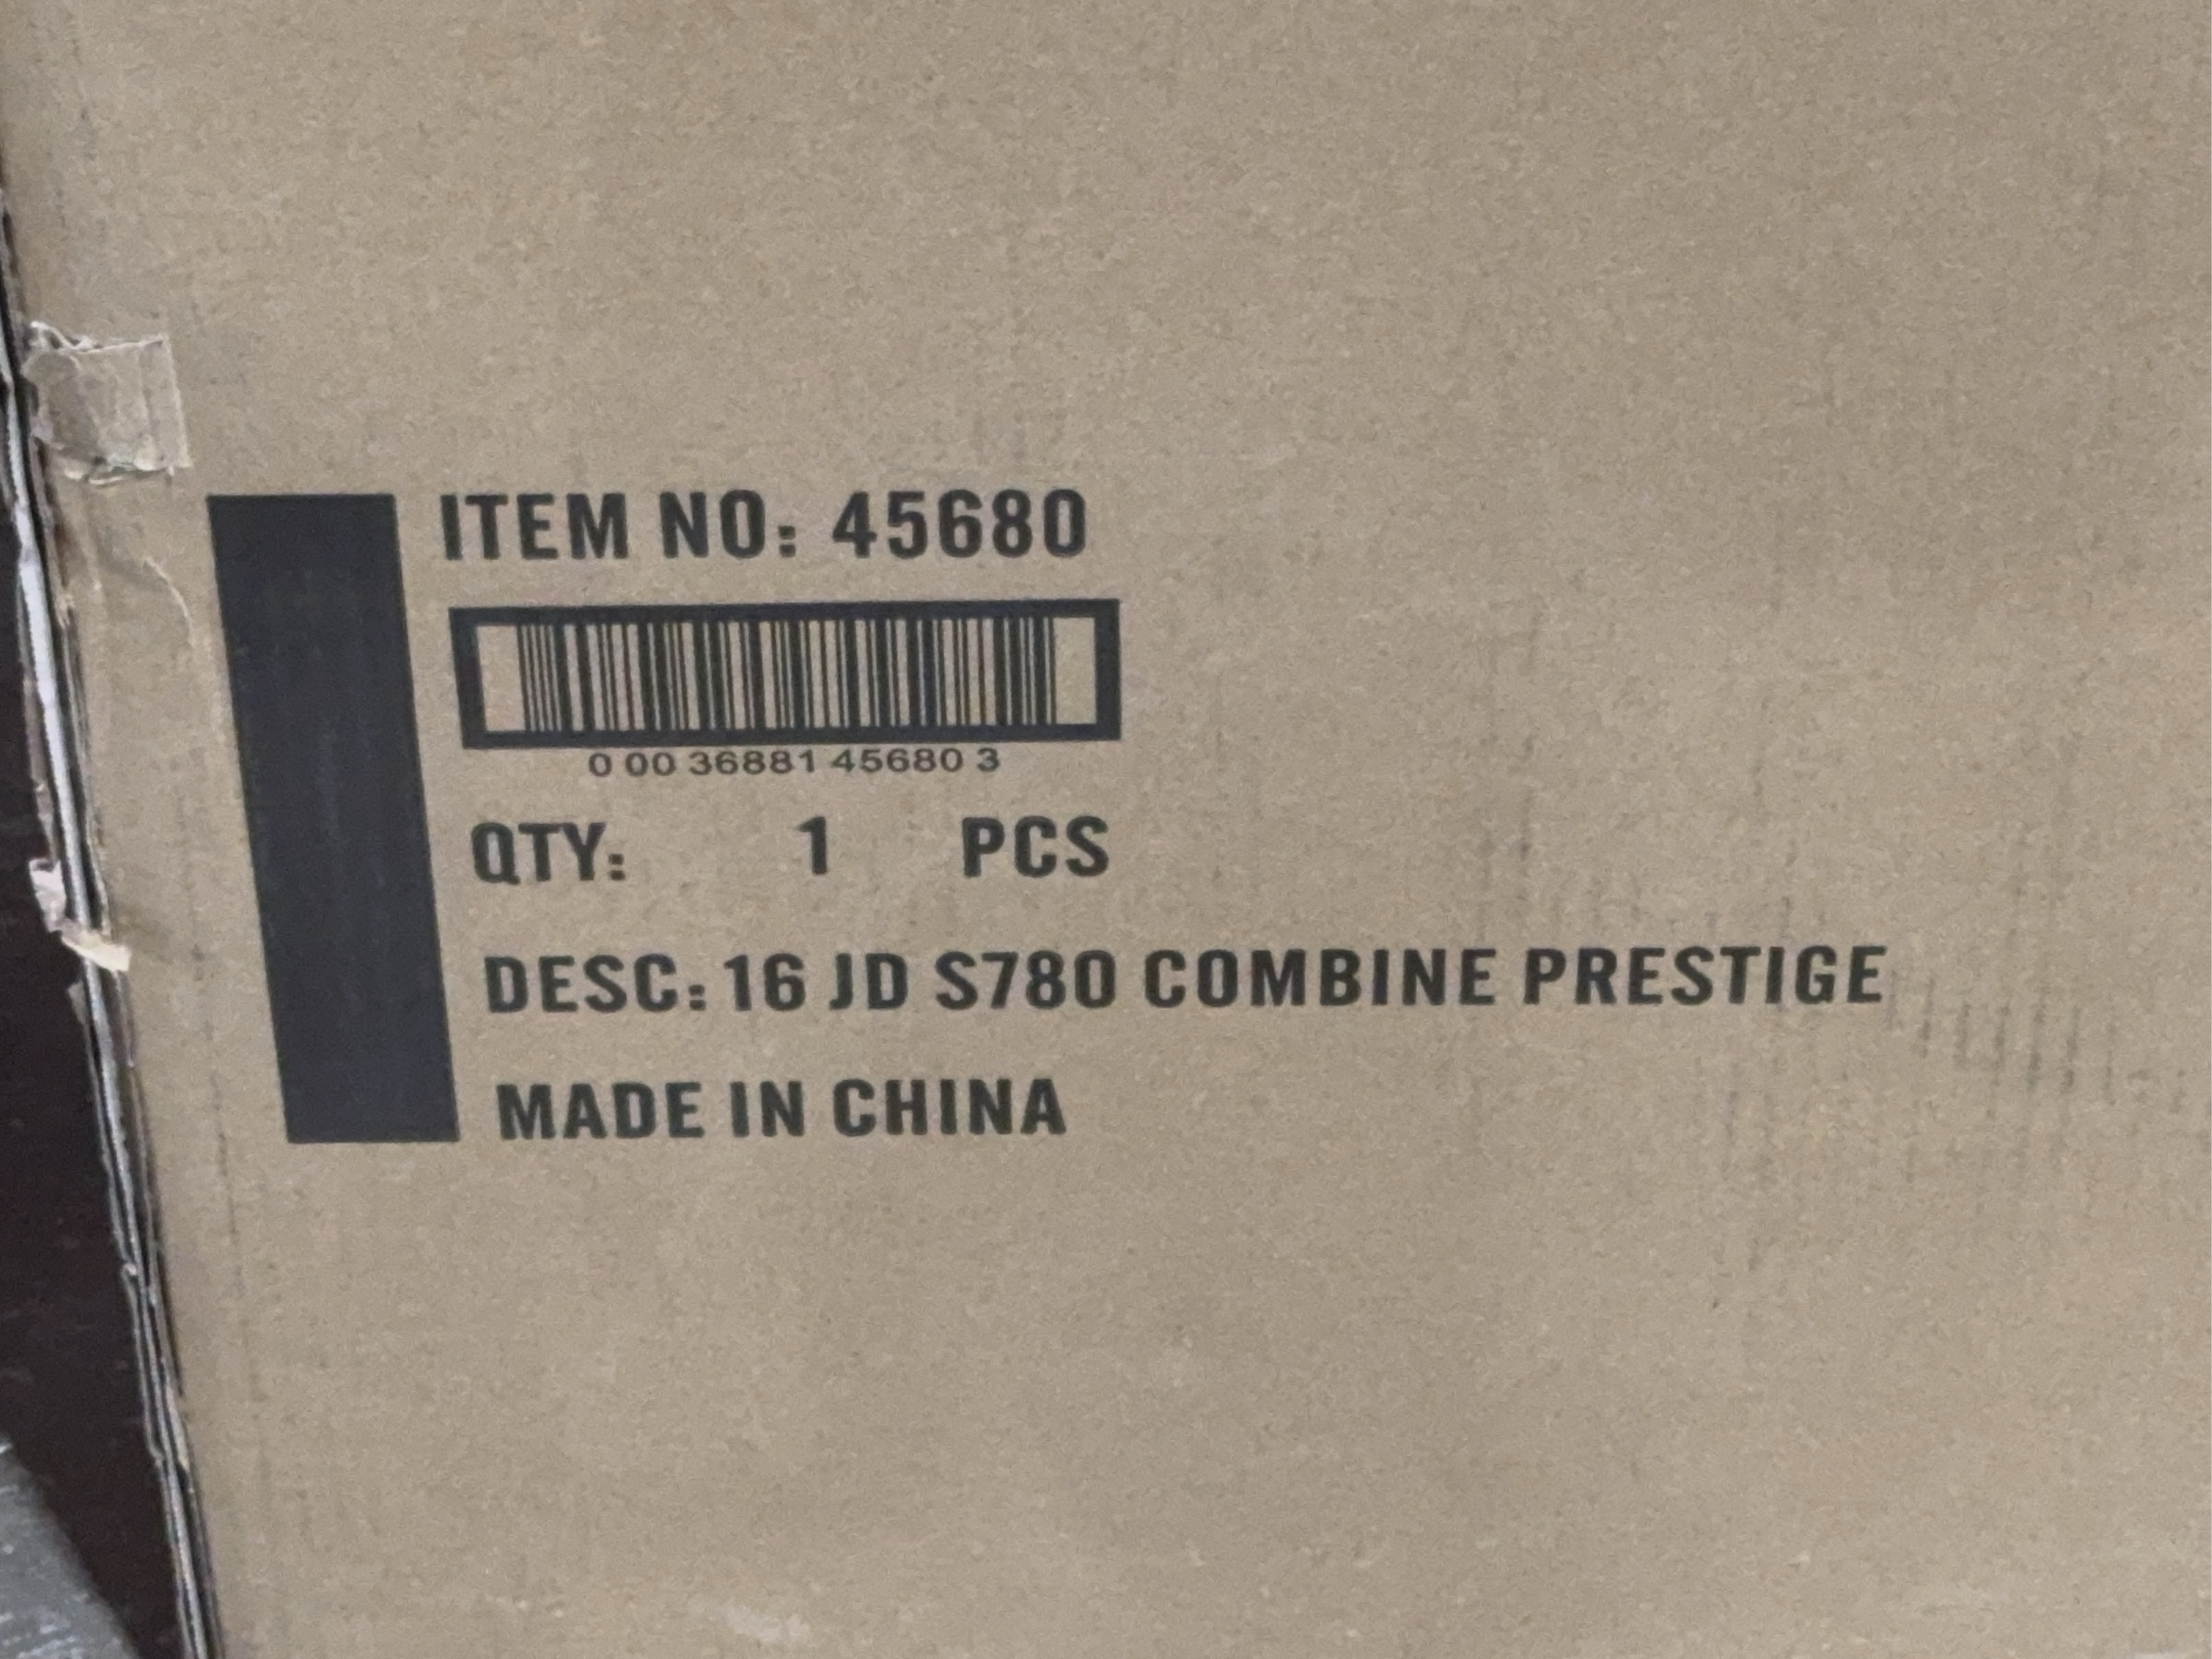 ITEM NO: 45680
0 00 36881 45680 3
QTY: 1 PCS
DESC: 16 JD S780 COMBINE PRESTIGE
MADE IN CHINA